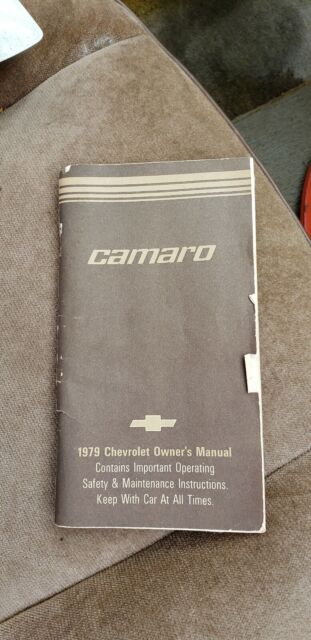 camaro
1979 Chevrolet Owner's Manual
Contains Important Operating
Safety & Maintenance Instructions.
Keep With Car At All Times.